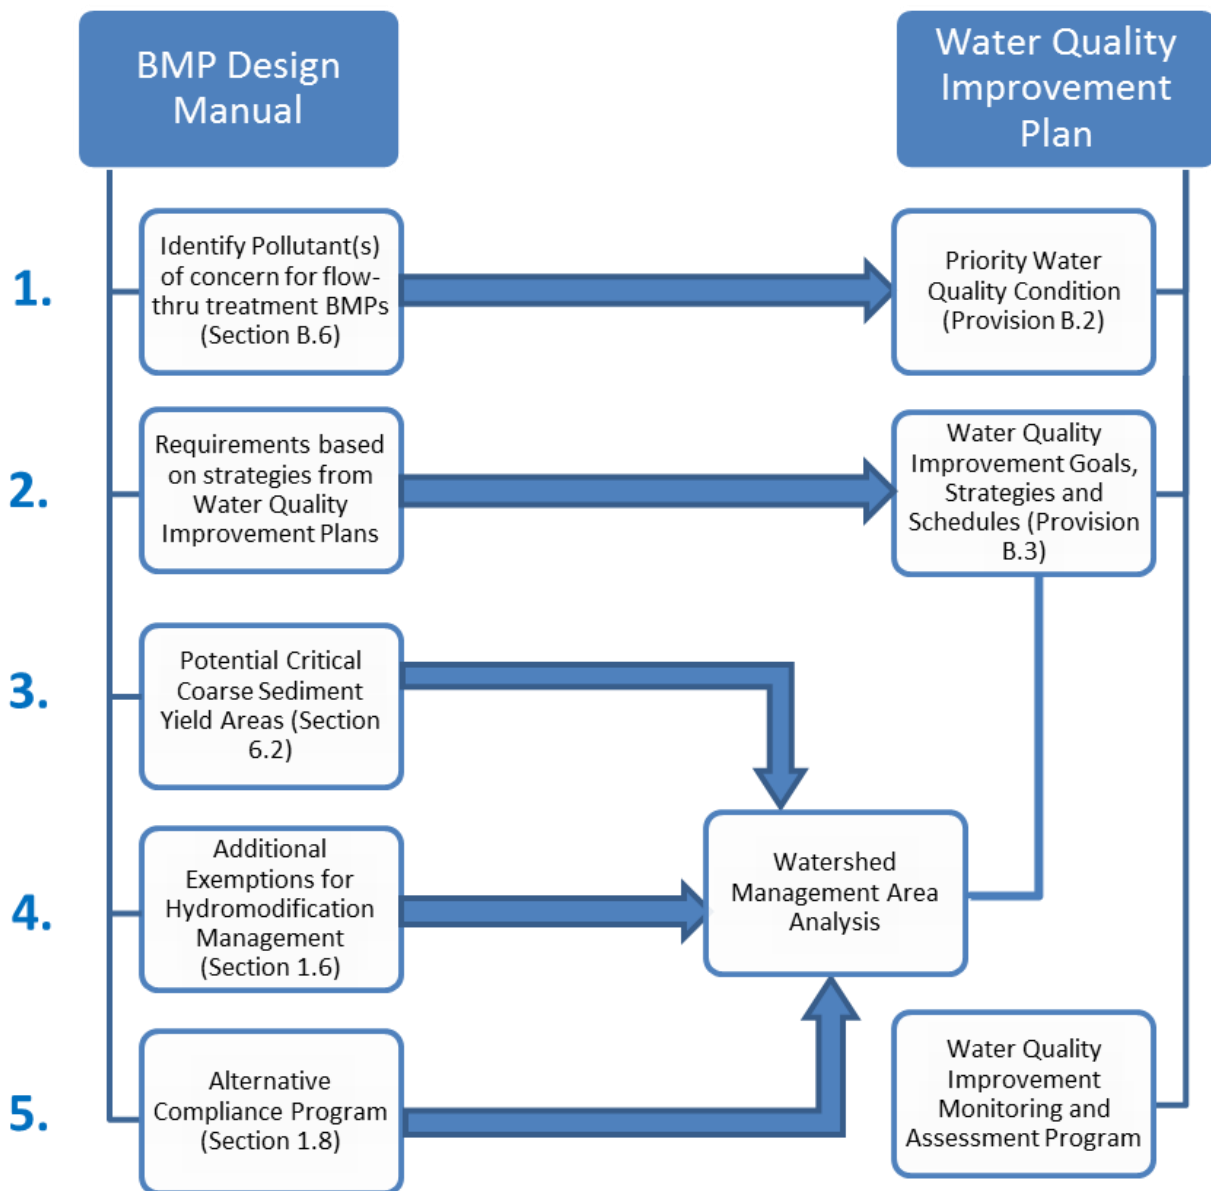 BMP Design
Manual
Water Quality
Improvement
Plan
1.
Identify Pollutant(s)
of concern for flow-
thru treatment BMPs
(Section B.6)
Priority Water
Quality Condition
(Provision B.2)
2.
Requirements based
on strategies from
Water Quality
Improvement Plans
Water Quality
Improvement Goals,
Strategies and
Schedules (Provision
B.3)
3.
Potential Critical
Coarse Sediment
Yield Areas (Section
6.2)
4.
Additional
Exemptions for
Hydromodification
Management
(Section 1.6)
Watershed
Management Area
Analysis
5.
Alternative
Compliance Program
(Section 1.8)
Water Quality
Improvement
Monitoring and
Assessment Program